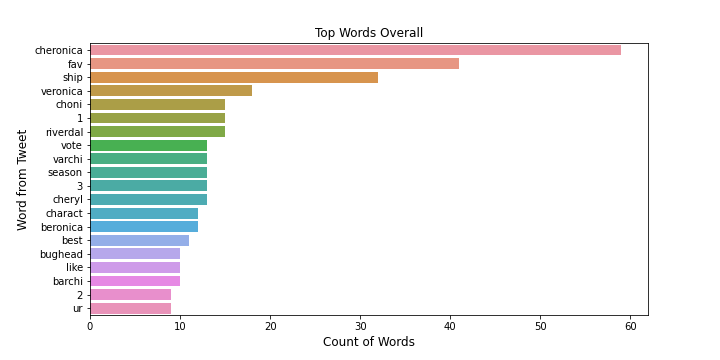 Top Words Overall
cheronica
fav
ship
veronica
choni
1
riverdal
vote
varchi
season
3
cheryl
charact
beronica
best
bughead
like
barchi
2
ur
Word from Tweet
0 10 20 30 40 50 60
Count of Words